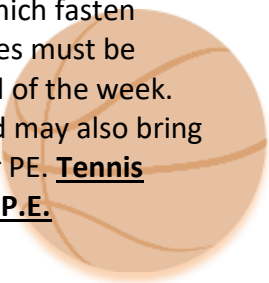 hich fasten
es must be
d of the week.
d may also bring
r PE. Tennis
P.E.